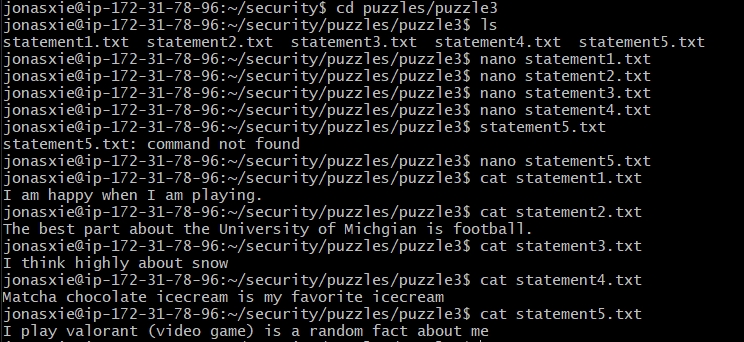 jonasxie@ip-172-31-78-96:~/security$ cd puzzles/puzzle3
jonasxie@ip-172-31-78-96:~/security/puzzles/puzzle3$ ls
statement1.txt  statement2.txt  statement3.txt  statement4.txt  statement5.txt
jonasxie@ip-172-31-78-96:~/security/puzzles/puzzle3$ nano statement1.txt
jonasxie@ip-172-31-78-96:~/security/puzzles/puzzle3$ nano statement2.txt
jonasxie@ip-172-31-78-96:~/security/puzzles/puzzle3$ nano statement3.txt
jonasxie@ip-172-31-78-96:~/security/puzzles/puzzle3$ nano statement4.txt
jonasxie@ip-172-31-78-96:~/security/puzzles/puzzle3$ statement5.txt
statement5.txt: command not found
jonasxie@ip-172-31-78-96:~/security/puzzles/puzzle3$ nano statement5.txt
jonasxie@ip-172-31-78-96:~/security/puzzles/puzzle3$ cat statement1.txt
I am happy when I am playing.
jonasxie@ip-172-31-78-96:~/security/puzzles/puzzle3$ cat statement2.txt
The best part about the University of Michgian is football.
jonasxie@ip-172-31-78-96:~/security/puzzles/puzzle3$ cat statement3.txt
I think highly about snow
jonasxie@ip-172-31-78-96:~/security/puzzles/puzzle3$ cat statement4.txt
Matcha chocolate icecream is my favorite icecream
jonasxie@ip-172-31-78-96:~/security/puzzles/puzzle3$ cat statement5.txt
I play valorant (video game) is a random fact about me